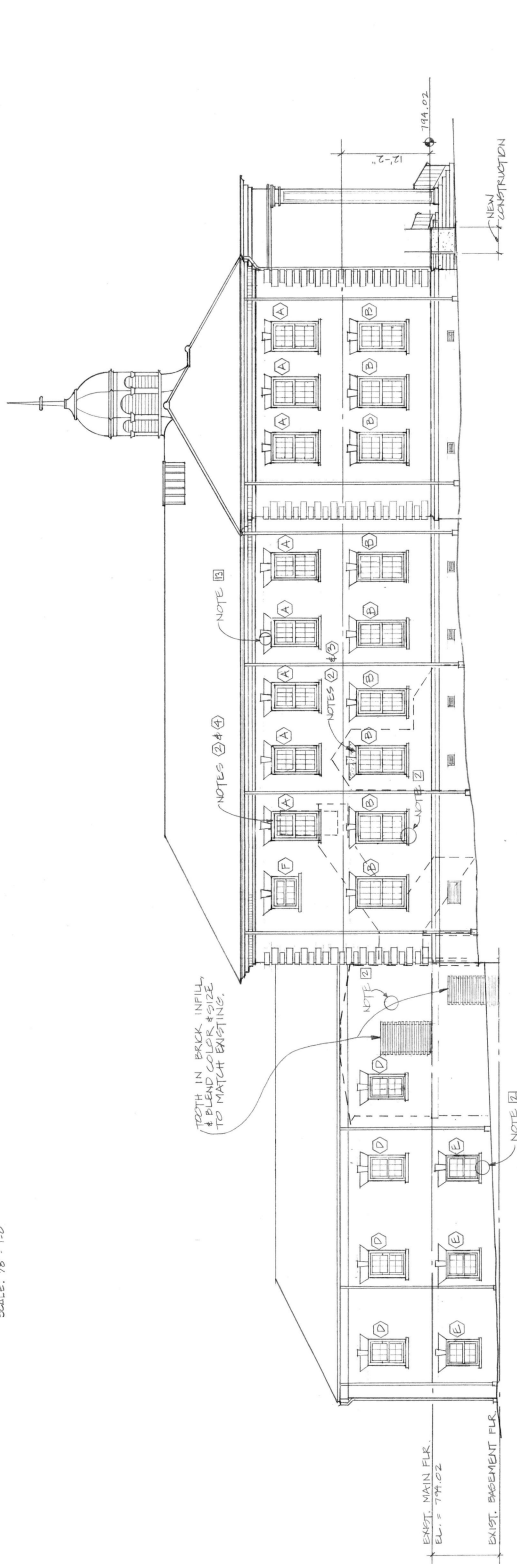 SCALE: 1/8" = 1'-0"
TOOTH IN BRICK INFILL,
& BLEND COLOR & SIZE
TO MATCH EXISTING.
NOTES 2 & 4
NOTE 13
12'-2"
794.02
F
A
A
A
A
A
A
A
A
NOTES 2 & 3
B
B
B
B
B
B
B
B
B
NOTE 2
NOTE 2
D
D
D
D
E
E
E
NOTE 2
EXIST. MAIN FLR.
EL. = 794.02
EXIST. BASEMENT FLR.
NEW
CONSTRUCTION